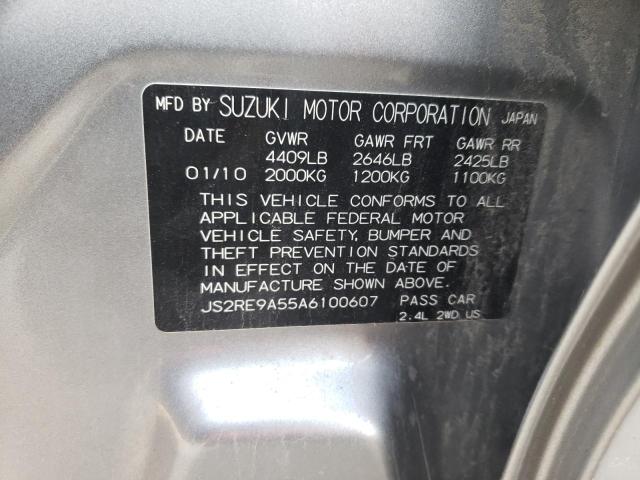 MFD BY SUZUKI MOTOR CORPORATION JAPAN
DATE GVWR GAWR FRT GAWR RR
4409LB 2646LB 2425LB
01/10 2000KG 1200KG 1100KG
THIS VEHICLE CONFORMS TO ALL
APPLICABLE FEDERAL MOTOR
VEHICLE SAFETY, BUMPER AND
THEFT PREVENTION STANDARDS
IN EFFECT ON THE DATE OF
MANUFACTURE SHOWN ABOVE.
JS2RE9A55A6100607 PASS CAR
2.4L 2WD US